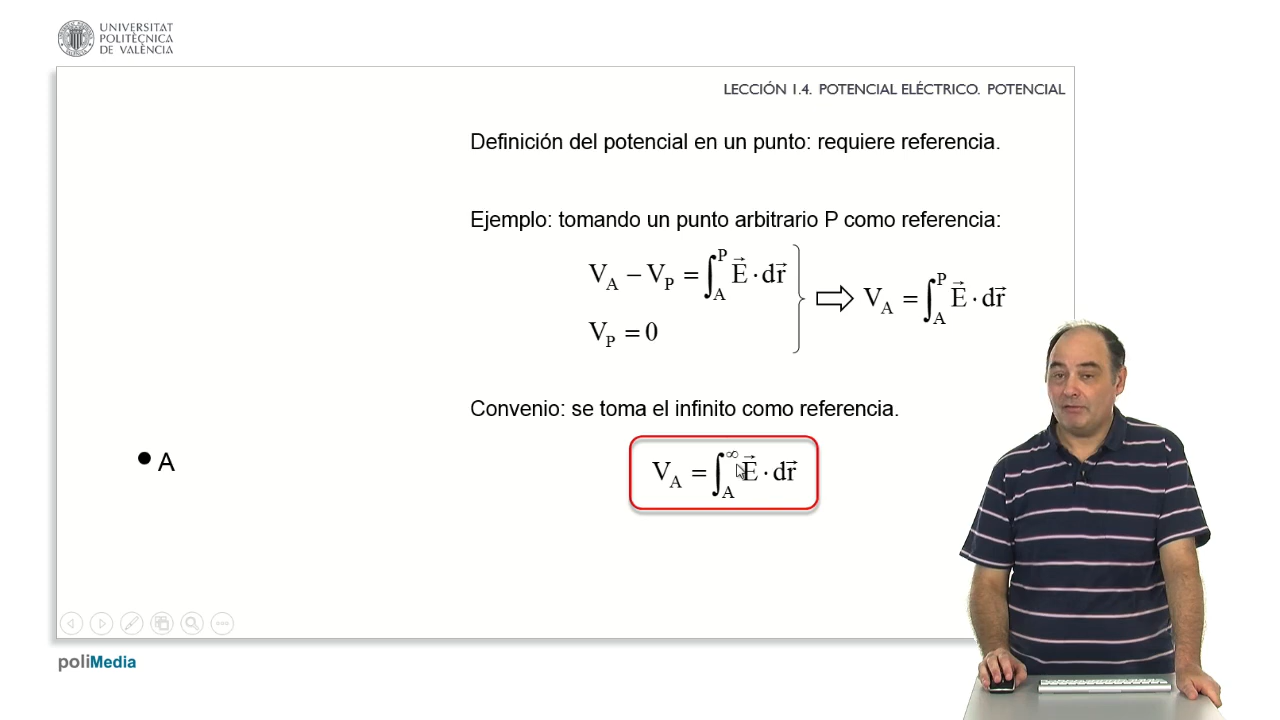 UNIVERSITAT
POLITÈCNICA
DE VALÈNCIA
LECCIÓN 1.4. POTENCIAL ELÉCTRICO. POTENCIAL
Definición del potencial en un punto: requiere referencia.
Ejemplo: tomando un punto arbitrario P como referencia:
V_A − V_P = ∫_A^P E⃗ · dr⃗
V_P = 0
⇨ V_A = ∫_A^P E⃗ · dr⃗
Convenio: se toma el infinito como referencia.
A
V_A = ∫_A^∞ E⃗ · dr⃗
poliMedia